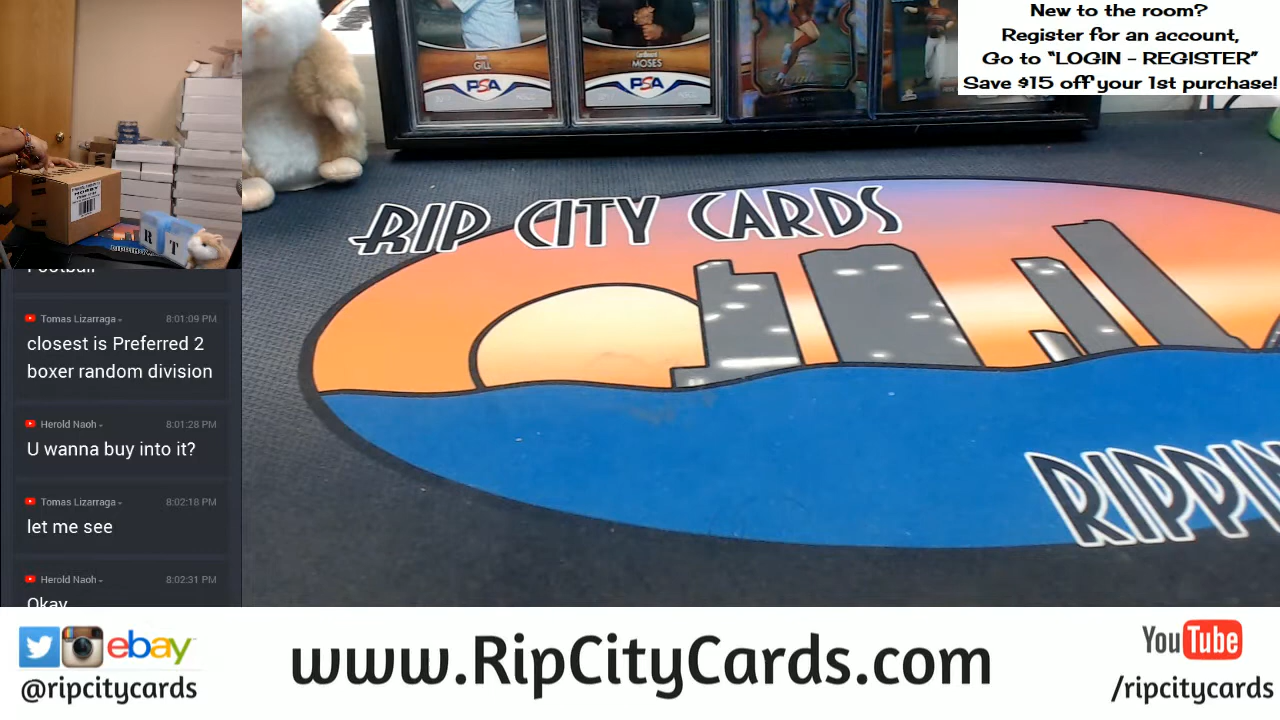 New to the room?
Register for an account,
Go to “LOGIN - REGISTER”
Save $15 off your 1st purchase!
GILL
PSA
MOSES
PSA
RIP CITY CARDS
RIPPIN
R T
Football
Tomas Lizarraga 8:01:09 PM
closest is Preferred 2
boxer random division
Herold Naoh 8:01:28 PM
U wanna buy into it?
Tomas Lizarraga 8:02:18 PM
let me see
Herold Naoh 8:02:31 PM
Okay
ebay
@ripcitycards
www.RipCityCards.com
YouTube
/ripcitycards